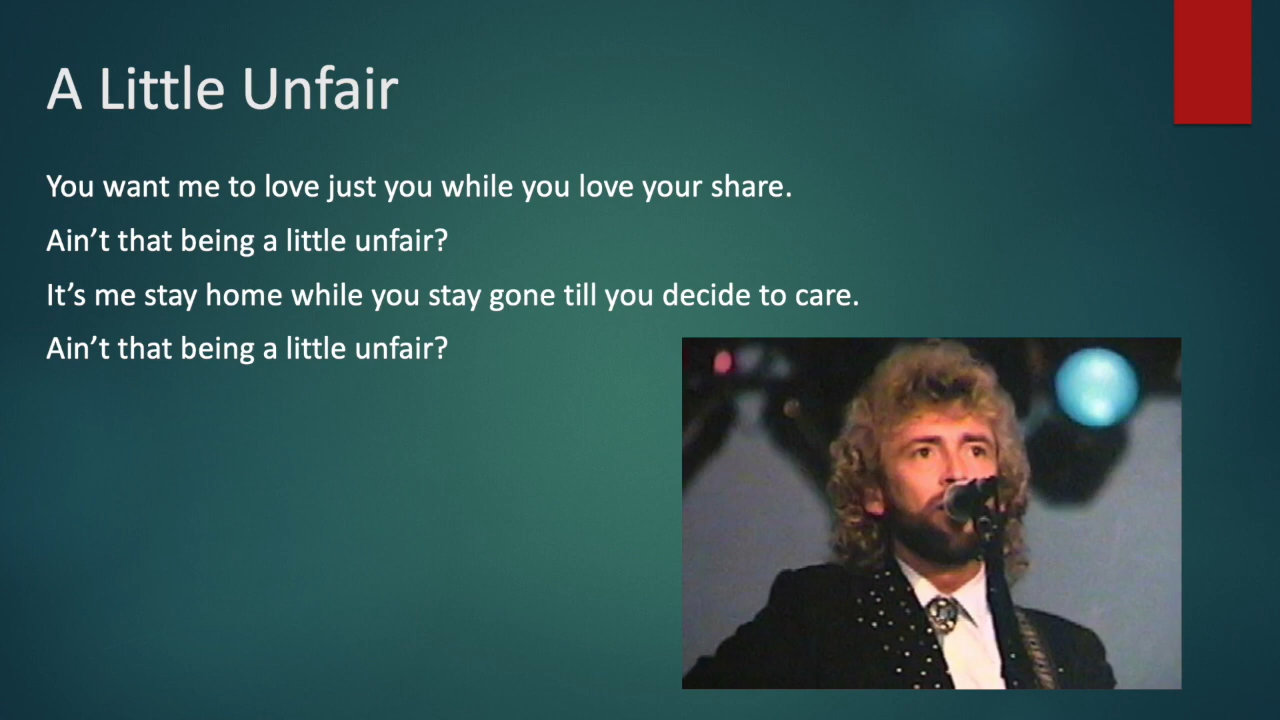 A Little Unfair
You want me to love just you while you love your share.
Ain’t that being a little unfair?
It’s me stay home while you stay gone till you decide to care.
Ain’t that being a little unfair?